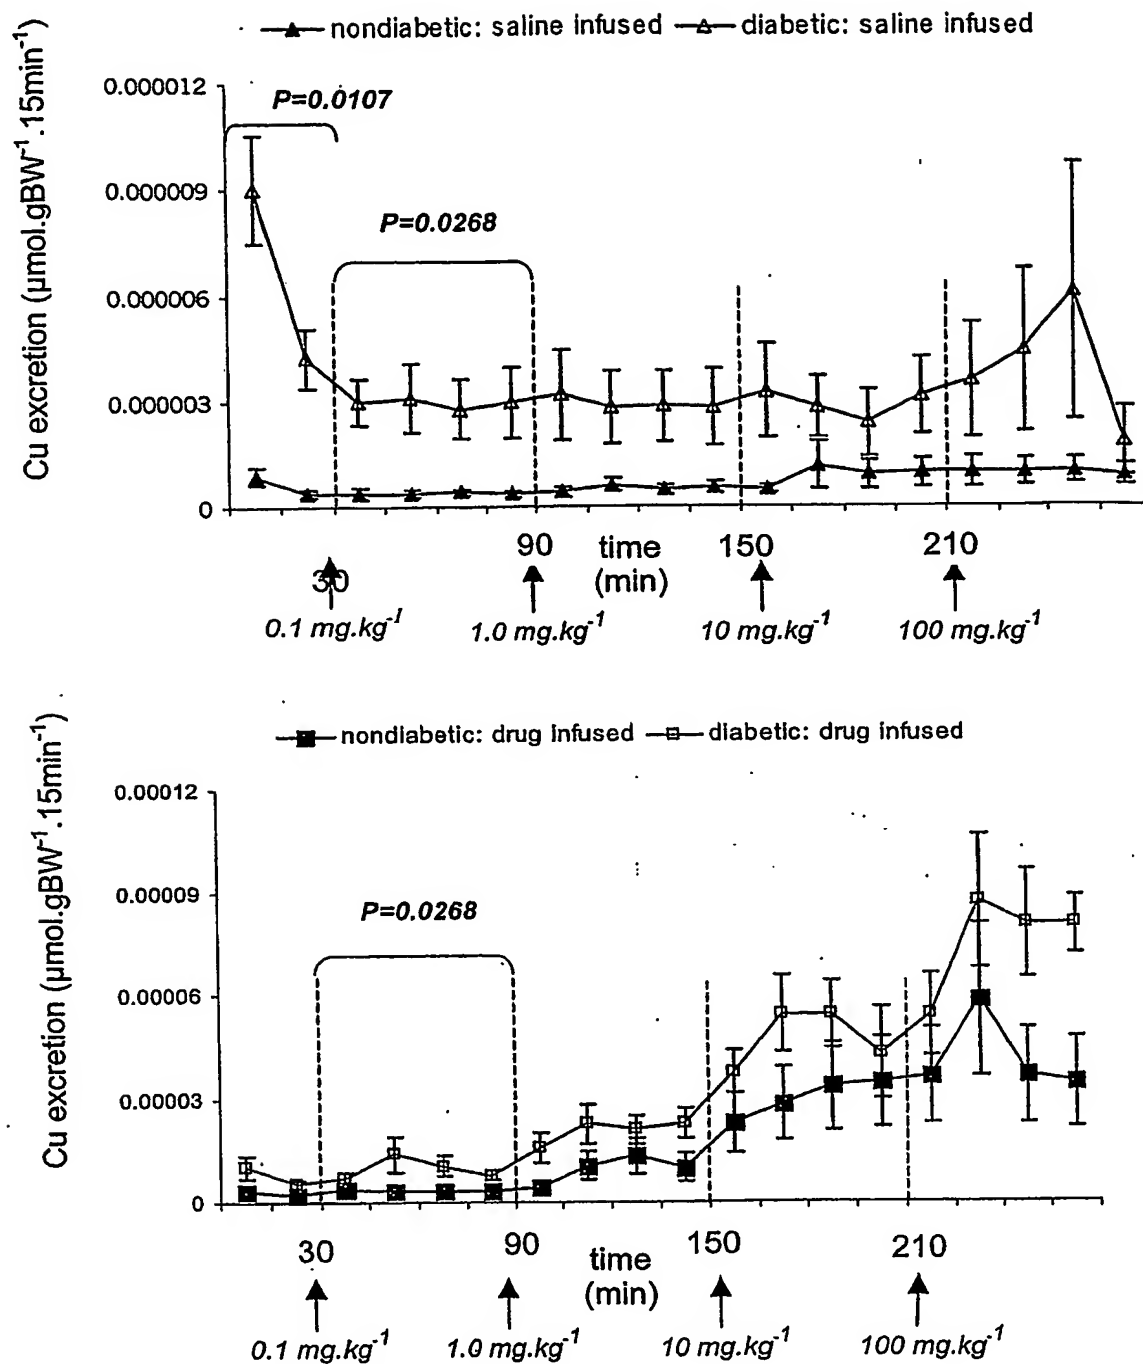 nondiabetic: saline infused diabetic: saline infused
Cu excretion (µmol.gBW⁻¹.15min⁻¹)
0.000012
P=0.0107
0.000009
P=0.0268
0.000006
0.000003
0
30 90 time (min) 150 210
0.1 mg.kg⁻¹ 1.0 mg.kg⁻¹ 10 mg.kg⁻¹ 100 mg.kg⁻¹
nondiabetic: drug infused diabetic: drug infused
Cu excretion (µmol.gBW⁻¹.15min⁻¹)
0.00012
0.00009
P=0.0268
0.00006
0.00003
0
30 90 time (min) 150 210
0.1 mg.kg⁻¹ 1.0 mg.kg⁻¹ 10 mg.kg⁻¹ 100 mg.kg⁻¹